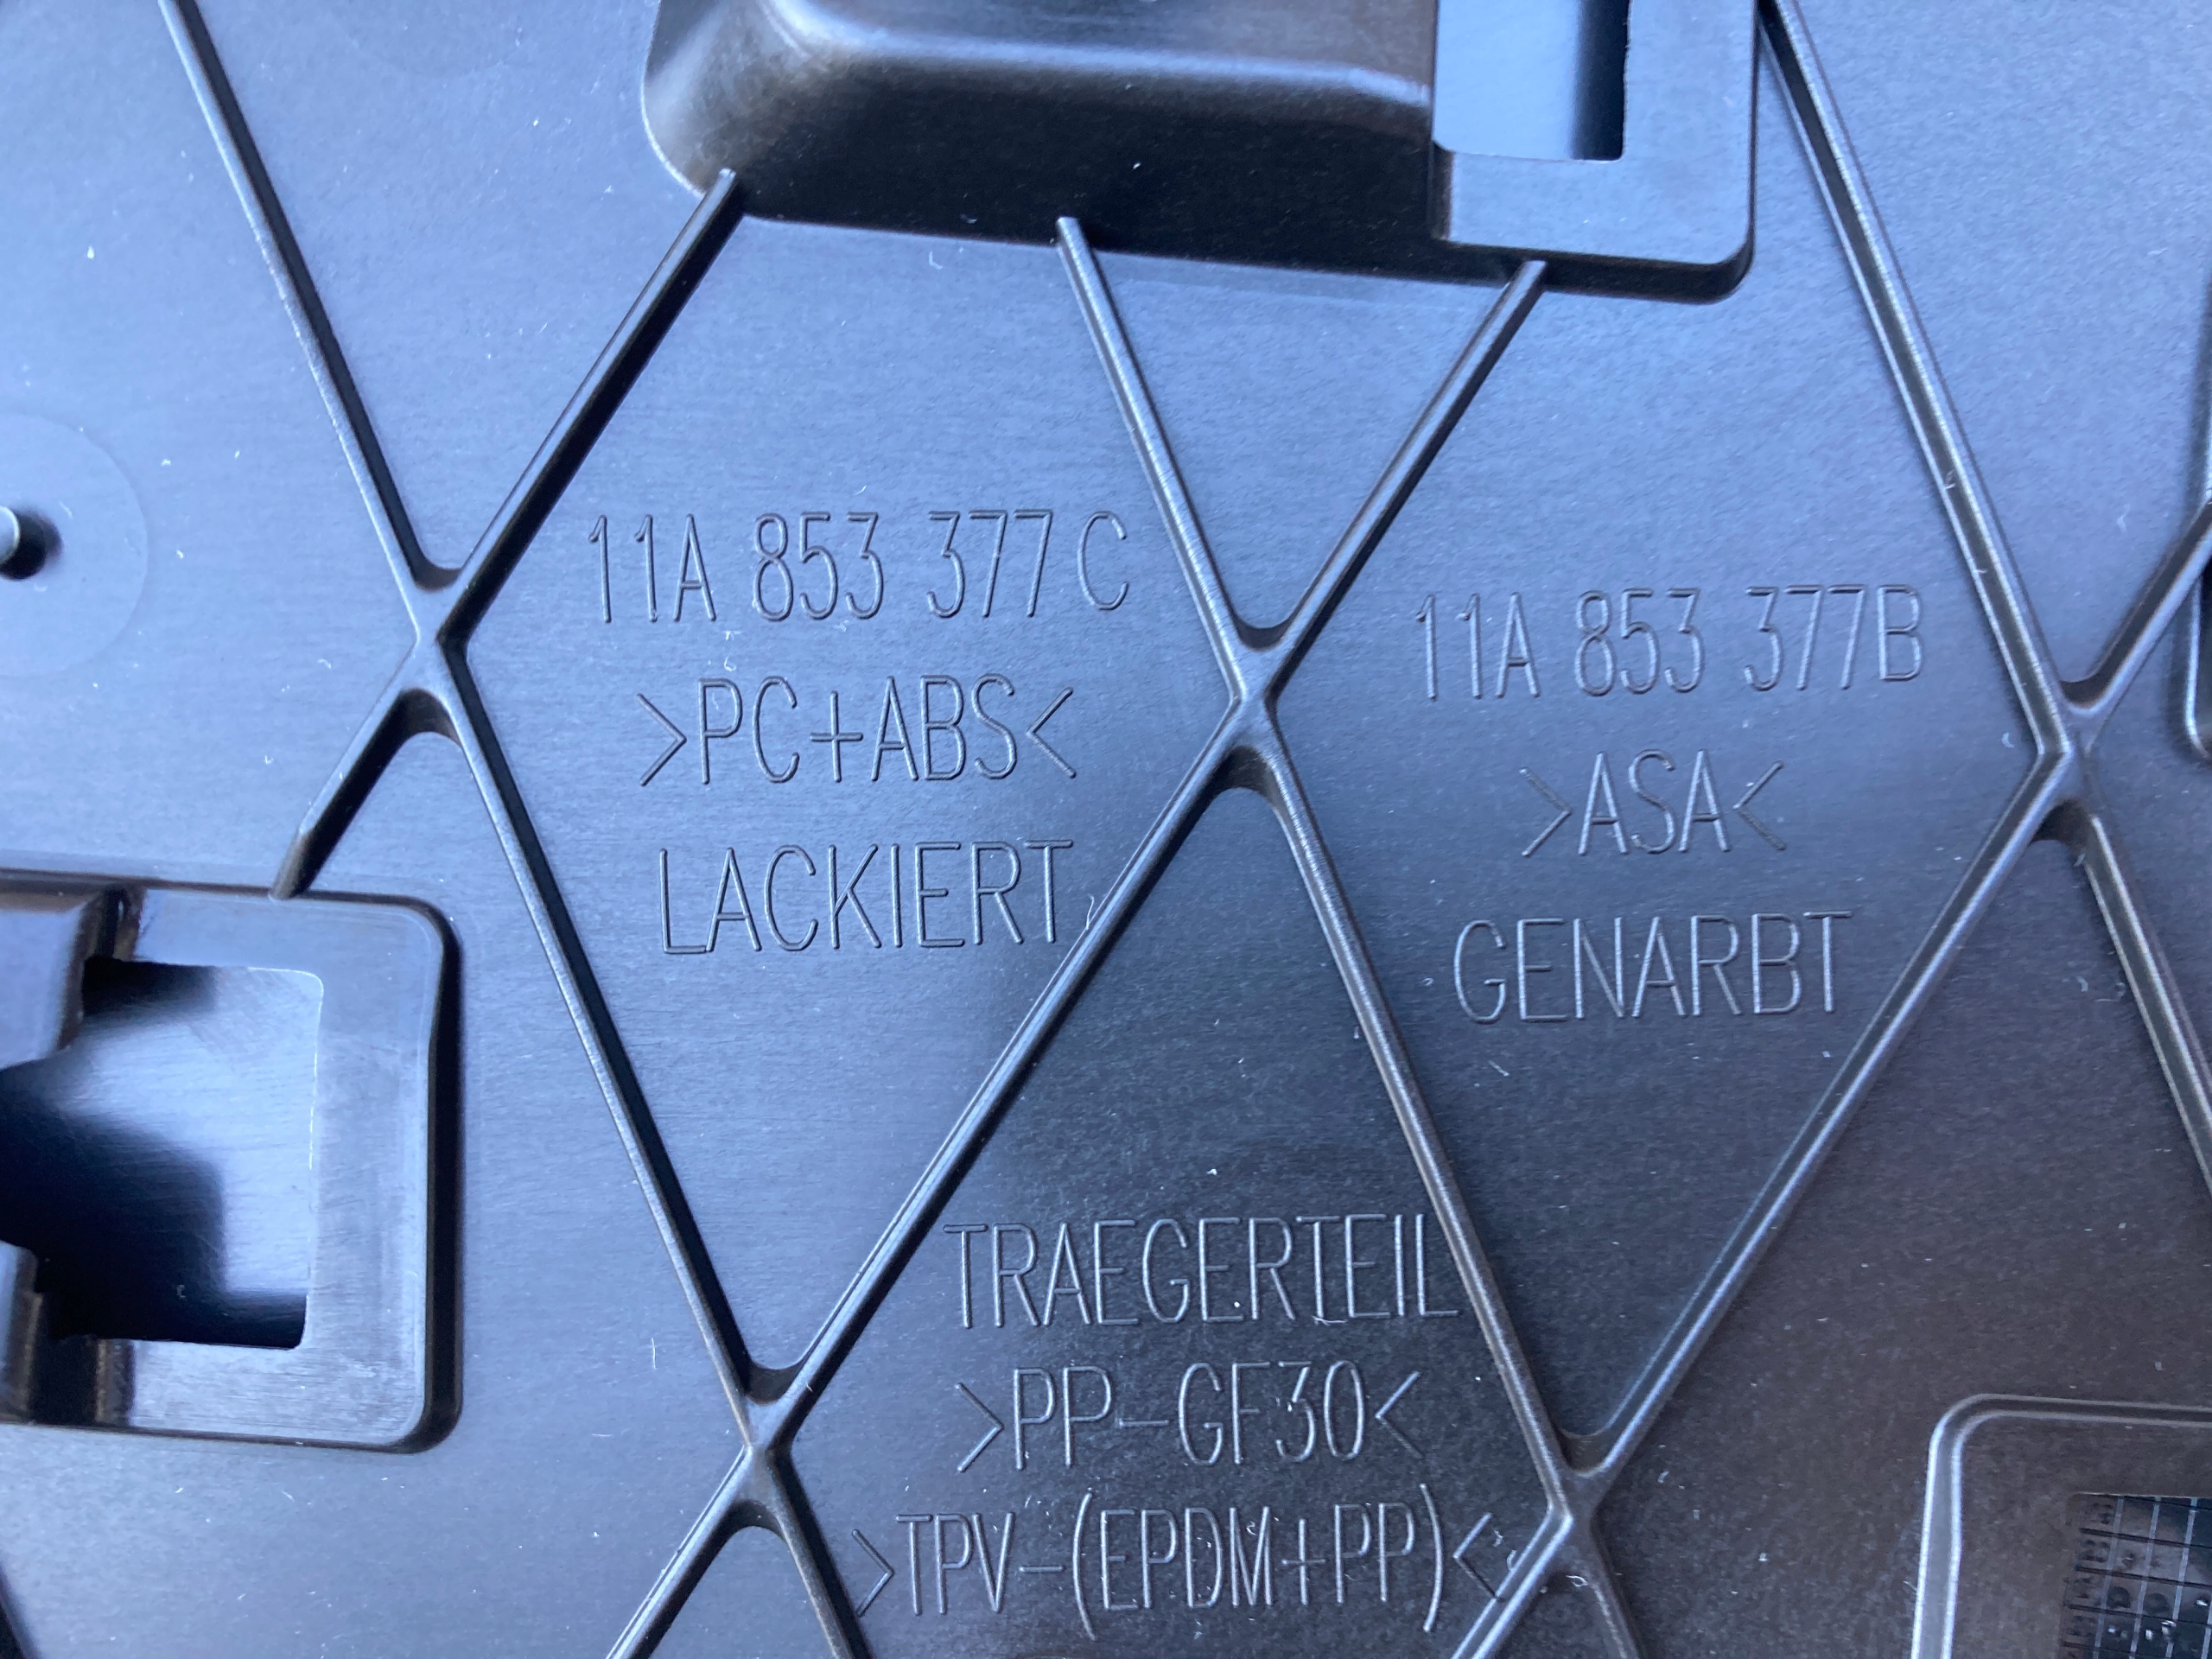 11A 853 377 C
>PC+ABS<
LACKIERT
11A 853 377B
>ASA<
GENARBT
TRAEGERTEIL
>PP-GF30<
>TPV-(EPDM+PP)<